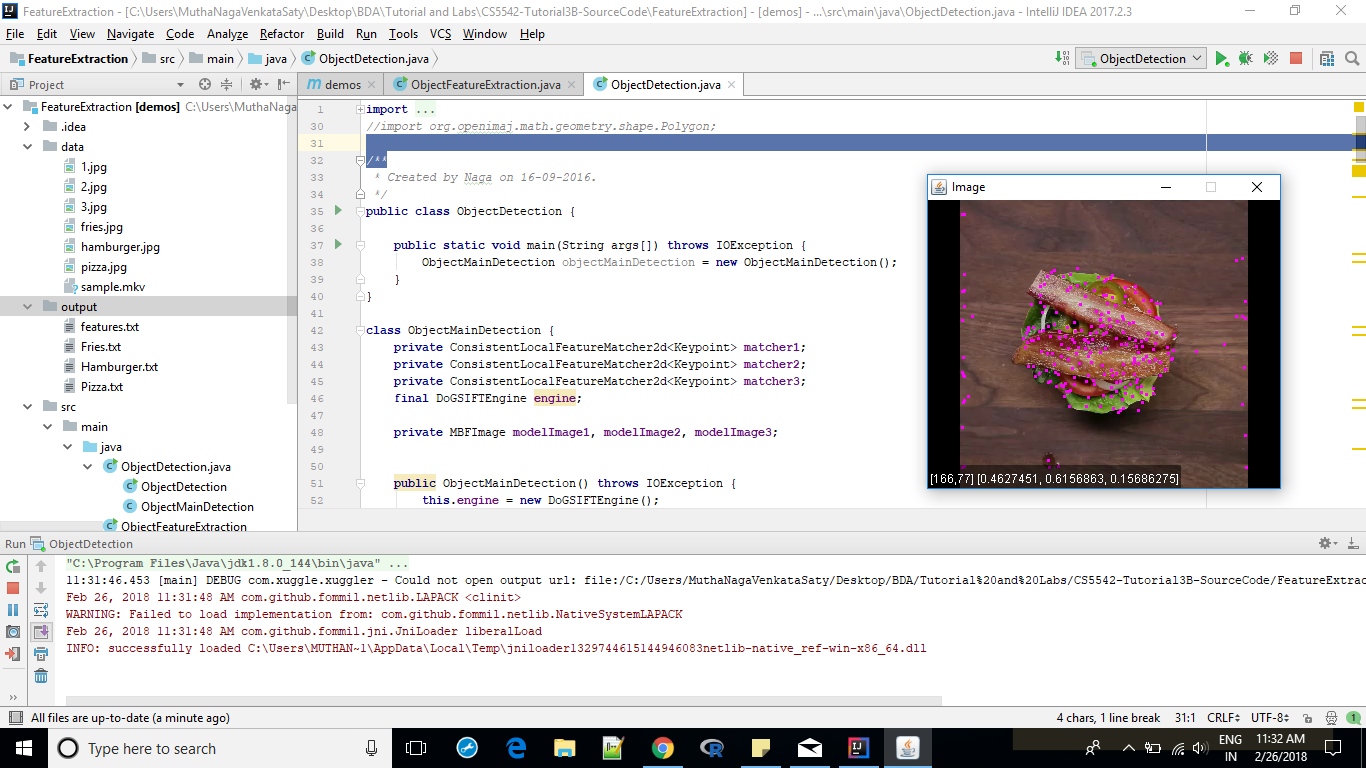 FeatureExtraction - [C:\Users\MuthaNagaVenkataSaty\Desktop\BDA\Tutorial and Labs\CS5542-Tutorial3B-SourceCode\FeatureExtraction] - [demos] - ...\src\main\java\ObjectDetection.java - IntelliJ IDEA 2017.2.3
File Edit View Navigate Code Analyze Refactor Build Run Tools VCS Window Help
FeatureExtraction src main java ObjectDetection.java ObjectDetection
Project
demos ObjectFeatureExtraction.java ObjectDetection.java
FeatureExtraction [demos] C:\Users\MuthaNaga
.idea
data
1.jpg
2.jpg
3.jpg
fries.jpg
hamburger.jpg
pizza.jpg
sample.mkv
output
features.txt
Fries.txt
Hamburger.txt
Pizza.txt
src
main
java
ObjectDetection.java
ObjectDetection
ObjectMainDetection
ObjectFeatureExtraction
1 import ...
30 //import org.openimaj.math.geometry.shape.Polygon;
31
32 /**
33 * Created by Naga on 16-09-2016.
34 */
35 public class ObjectDetection {
36
37 public static void main(String args[]) throws IOException {
38 ObjectMainDetection objectMainDetection = new ObjectMainDetection();
39 }
40 }
41
42 class ObjectMainDetection {
43 private ConsistentLocalFeatureMatcher2d<Keypoint> matcher1;
44 private ConsistentLocalFeatureMatcher2d<Keypoint> matcher2;
45 private ConsistentLocalFeatureMatcher2d<Keypoint> matcher3;
46 final DoGSIFTEngine engine;
47
48 private MBFImage modelImage1, modelImage2, modelImage3;
49
50
51 public ObjectMainDetection() throws IOException {
52 this.engine = new DoGSIFTEngine();
Image
[166,77] [0.4627451, 0.6156863, 0.15686275]
Run ObjectDetection
"C:\Program Files\Java\jdk1.8.0_144\bin\java" ...
11:31:46.453 [main] DEBUG com.xuggle.xuggler - Could not open output url: file:/C:/Users/MuthaNagaVenkataSaty/Desktop/BDA/Tutorial%20and%20Labs/CS5542-Tutorial3B-SourceCode/FeatureExtrac
Feb 26, 2018 11:31:48 AM com.github.fommil.netlib.LAPACK <clinit>
WARNING: Failed to load implementation from: com.github.fommil.netlib.NativeSystemLAPACK
Feb 26, 2018 11:31:48 AM com.github.fommil.jni.JniLoader liberalLoad
INFO: successfully loaded C:\Users\MUTHAN~1\AppData\Local\Temp\jniloader1329744615144946083netlib-native_ref-win-x86_64.dll
All files are up-to-date (a minute ago) 4 chars, 1 line break 31:1 CRLF UTF-8 1
Type here to search
ENG 11:32 AM
IN 2/26/2018